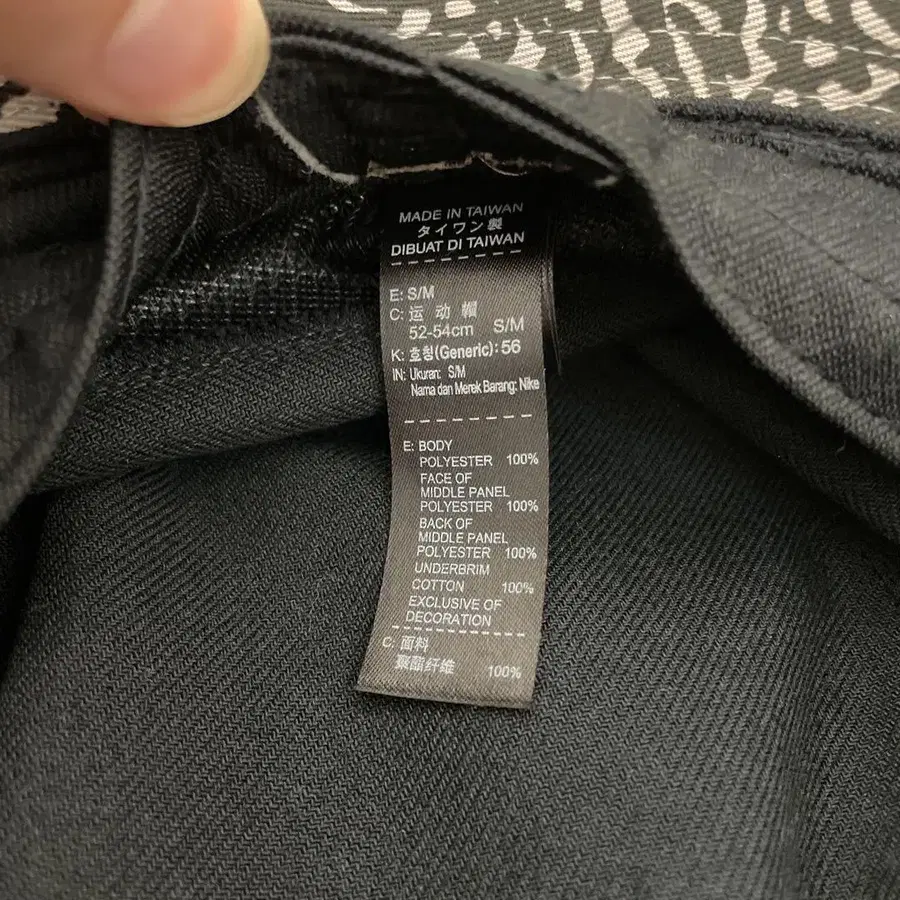 MADE IN TAIWAN
タイワン製
DIBUAT DI TAIWAN
E: S/M
C: 运动帽
52-54cm S/M
K: 호칭(Generic): 56
IN: Ukuran: S/M
Nama dan Merek Barang: Nike
E: BODY
POLYESTER 100%
FACE OF
MIDDLE PANEL
POLYESTER 100%
BACK OF
MIDDLE PANEL
POLYESTER 100%
UNDERBRIM
COTTON 100%
EXCLUSIVE OF
DECORATION
C: 面料
聚酯纤维 100%